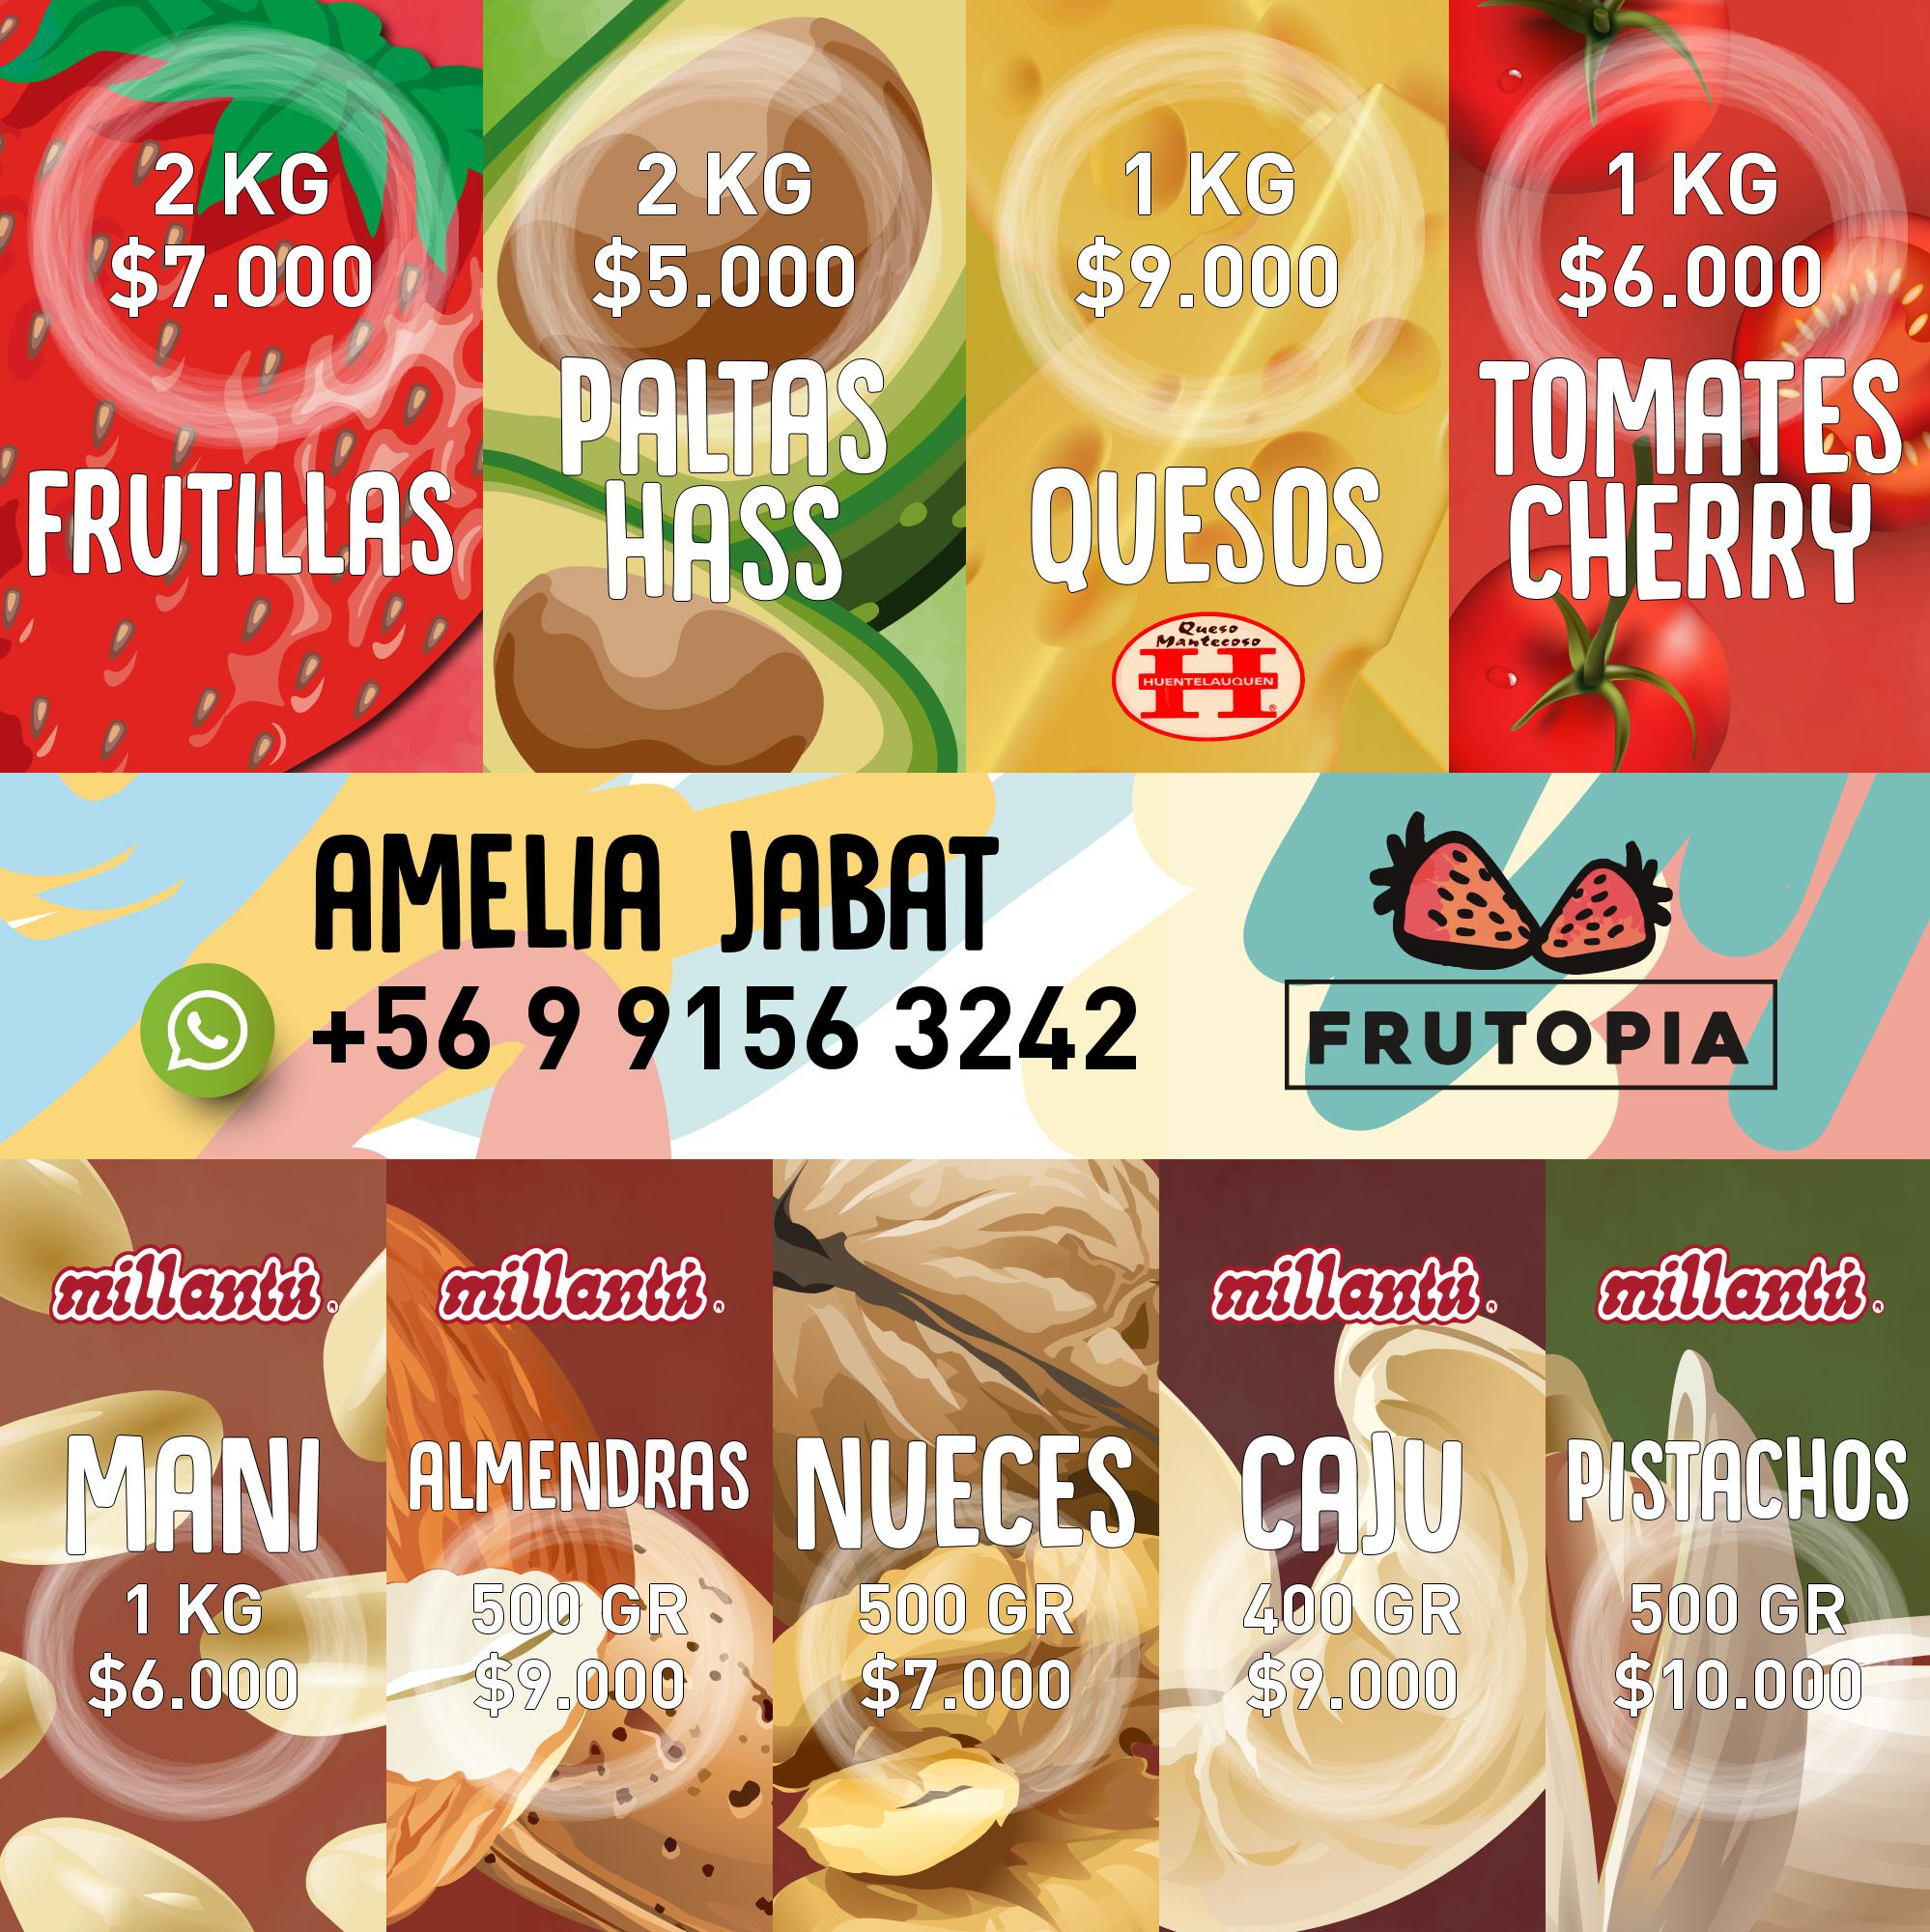 2 KG
$7.000
FRUTILLAS
2 KG
$5.000
PALTAS
HASS
1 KG
$9.000
QUESOS
Queso
Mantecoso
H
HUENTELAUQUEN
®
1 KG
$6.000
TOMATES
CHERRY
AMELIA JABAT
+56 9 9156 3242
FRUTOPIA
millantú®
MANI
1 KG
$6.000
millantú®
ALMENDRAS
500 GR
$9.000
NUECES
500 GR
$7.000
millantú®
CAJU
400 GR
$9.000
millantú®
PISTACHOS
500 GR
$10.000